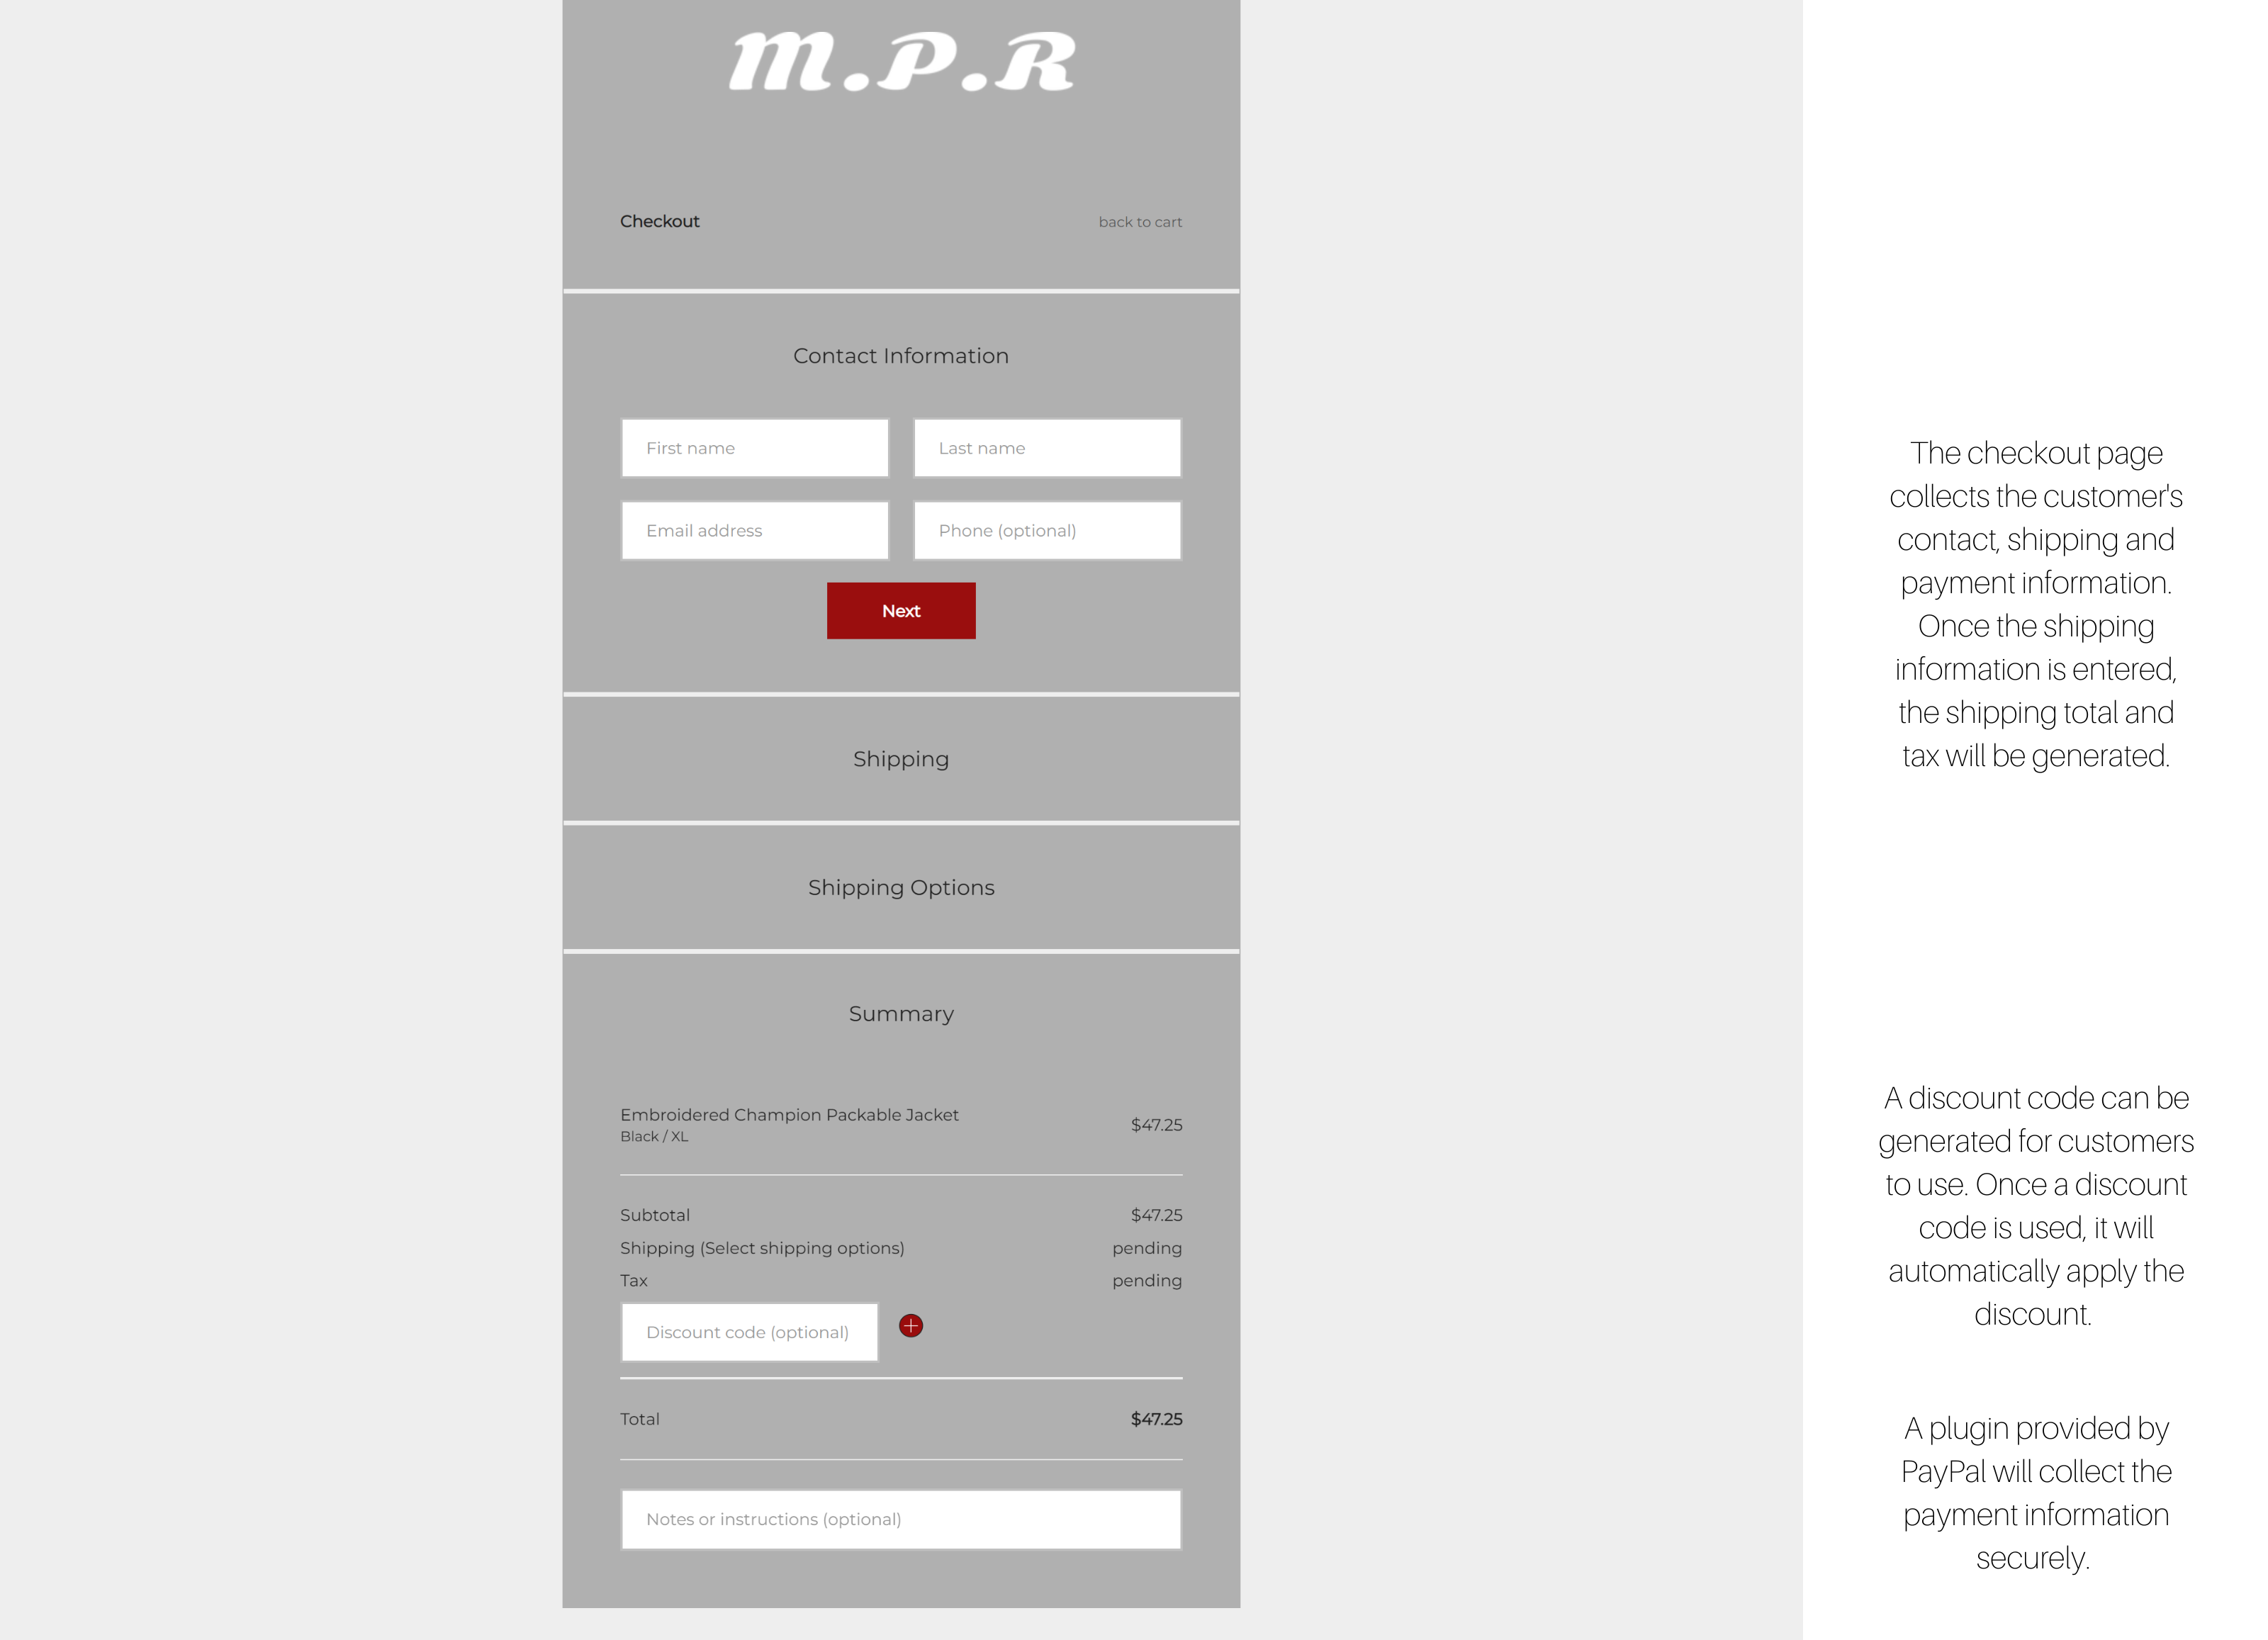 M.P.R
Checkout
back to cart
Contact Information
First name
Last name
Email address
Phone (optional)
Next
Shipping
Shipping Options
Summary
Embroidered Champion Packable Jacket
Black / XL
$47.25
Subtotal
$47.25
Shipping (Select shipping options)
pending
Tax
pending
Discount code (optional)
Total
$47.25
Notes or instructions (optional)
The checkout page
collects the customer's
contact, shipping and
payment information.
Once the shipping
information is entered,
the shipping total and
tax will be generated.
A discount code can be
generated for customers
to use. Once a discount
code is used, it will
automatically apply the
discount.
A plugin provided by
PayPal will collect the
payment information
securely.